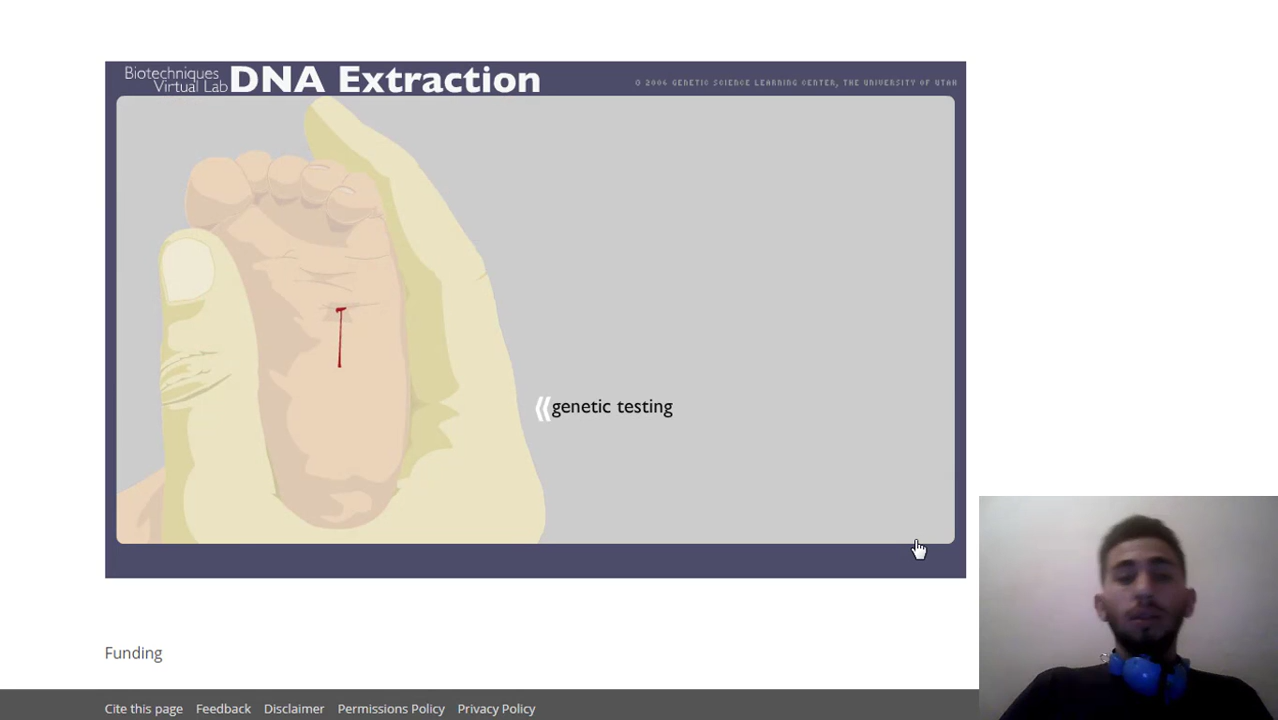 Biotechniques
Virtual Lab
DNA Extraction
© 2006 GENETIC SCIENCE LEARNING CENTER, THE UNIVERSITY OF UTAH
genetic testing
Funding
Cite this page Feedback Disclaimer Permissions Policy Privacy Policy